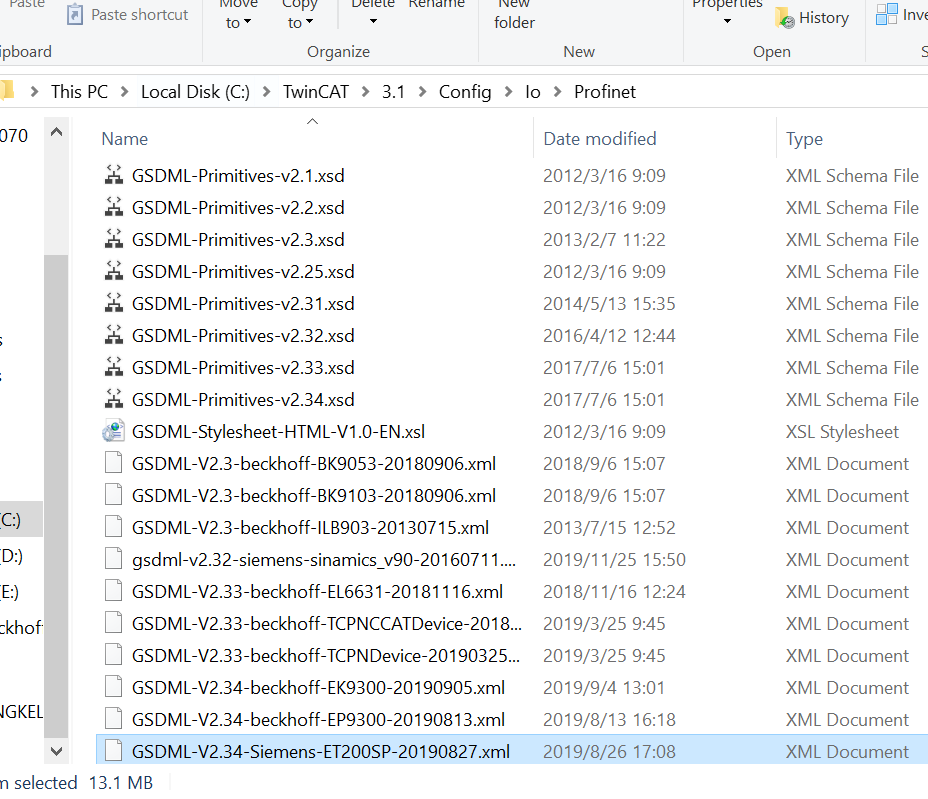 Paste
Paste shortcut
Move to
Copy to
Delete
Rename
New folder
Properties
History
Inve
ipboard
Organize
New
Open
S
This PC > Local Disk (C:) > TwinCAT > 3.1 > Config > Io > Profinet
070
Name Date modified Type
GSDML-Primitives-v2.1.xsd 2012/3/16 9:09 XML Schema File
GSDML-Primitives-v2.2.xsd 2012/3/16 9:09 XML Schema File
GSDML-Primitives-v2.3.xsd 2013/2/7 11:22 XML Schema File
GSDML-Primitives-v2.25.xsd 2012/3/16 9:09 XML Schema File
GSDML-Primitives-v2.31.xsd 2014/5/13 15:35 XML Schema File
s
GSDML-Primitives-v2.32.xsd 2016/4/12 12:44 XML Schema File
s
GSDML-Primitives-v2.33.xsd 2017/7/6 15:01 XML Schema File
GSDML-Primitives-v2.34.xsd 2017/7/6 15:01 XML Schema File
GSDML-Stylesheet-HTML-V1.0-EN.xsl 2012/3/16 9:09 XSL Stylesheet
GSDML-V2.3-beckhoff-BK9053-20180906.xml 2018/9/6 15:07 XML Document
GSDML-V2.3-beckhoff-BK9103-20180906.xml 2018/9/6 15:07 XML Document
(C:)
GSDML-V2.3-beckhoff-ILB903-20130715.xml 2013/7/15 12:52 XML Document
(D:)
gsdml-v2.32-siemens-sinamics_v90-20160711.... 2019/11/25 15:50 XML Document
(E:)
GSDML-V2.33-beckhoff-EL6631-20181116.xml 2018/11/16 12:24 XML Document
ckhoff
GSDML-V2.33-beckhoff-TCPNCCATDevice-2018... 2019/3/25 9:45 XML Document
GSDML-V2.33-beckhoff-TCPNDevice-20190325... 2019/3/25 9:45 XML Document
GSDML-V2.34-beckhoff-EK9300-20190905.xml 2019/9/4 13:01 XML Document
NGKEL
GSDML-V2.34-beckhoff-EP9300-20190813.xml 2019/8/13 16:18 XML Document
GSDML-V2.34-Siemens-ET200SP-20190827.xml 2019/8/26 17:08 XML Document
m selected 13.1 MB